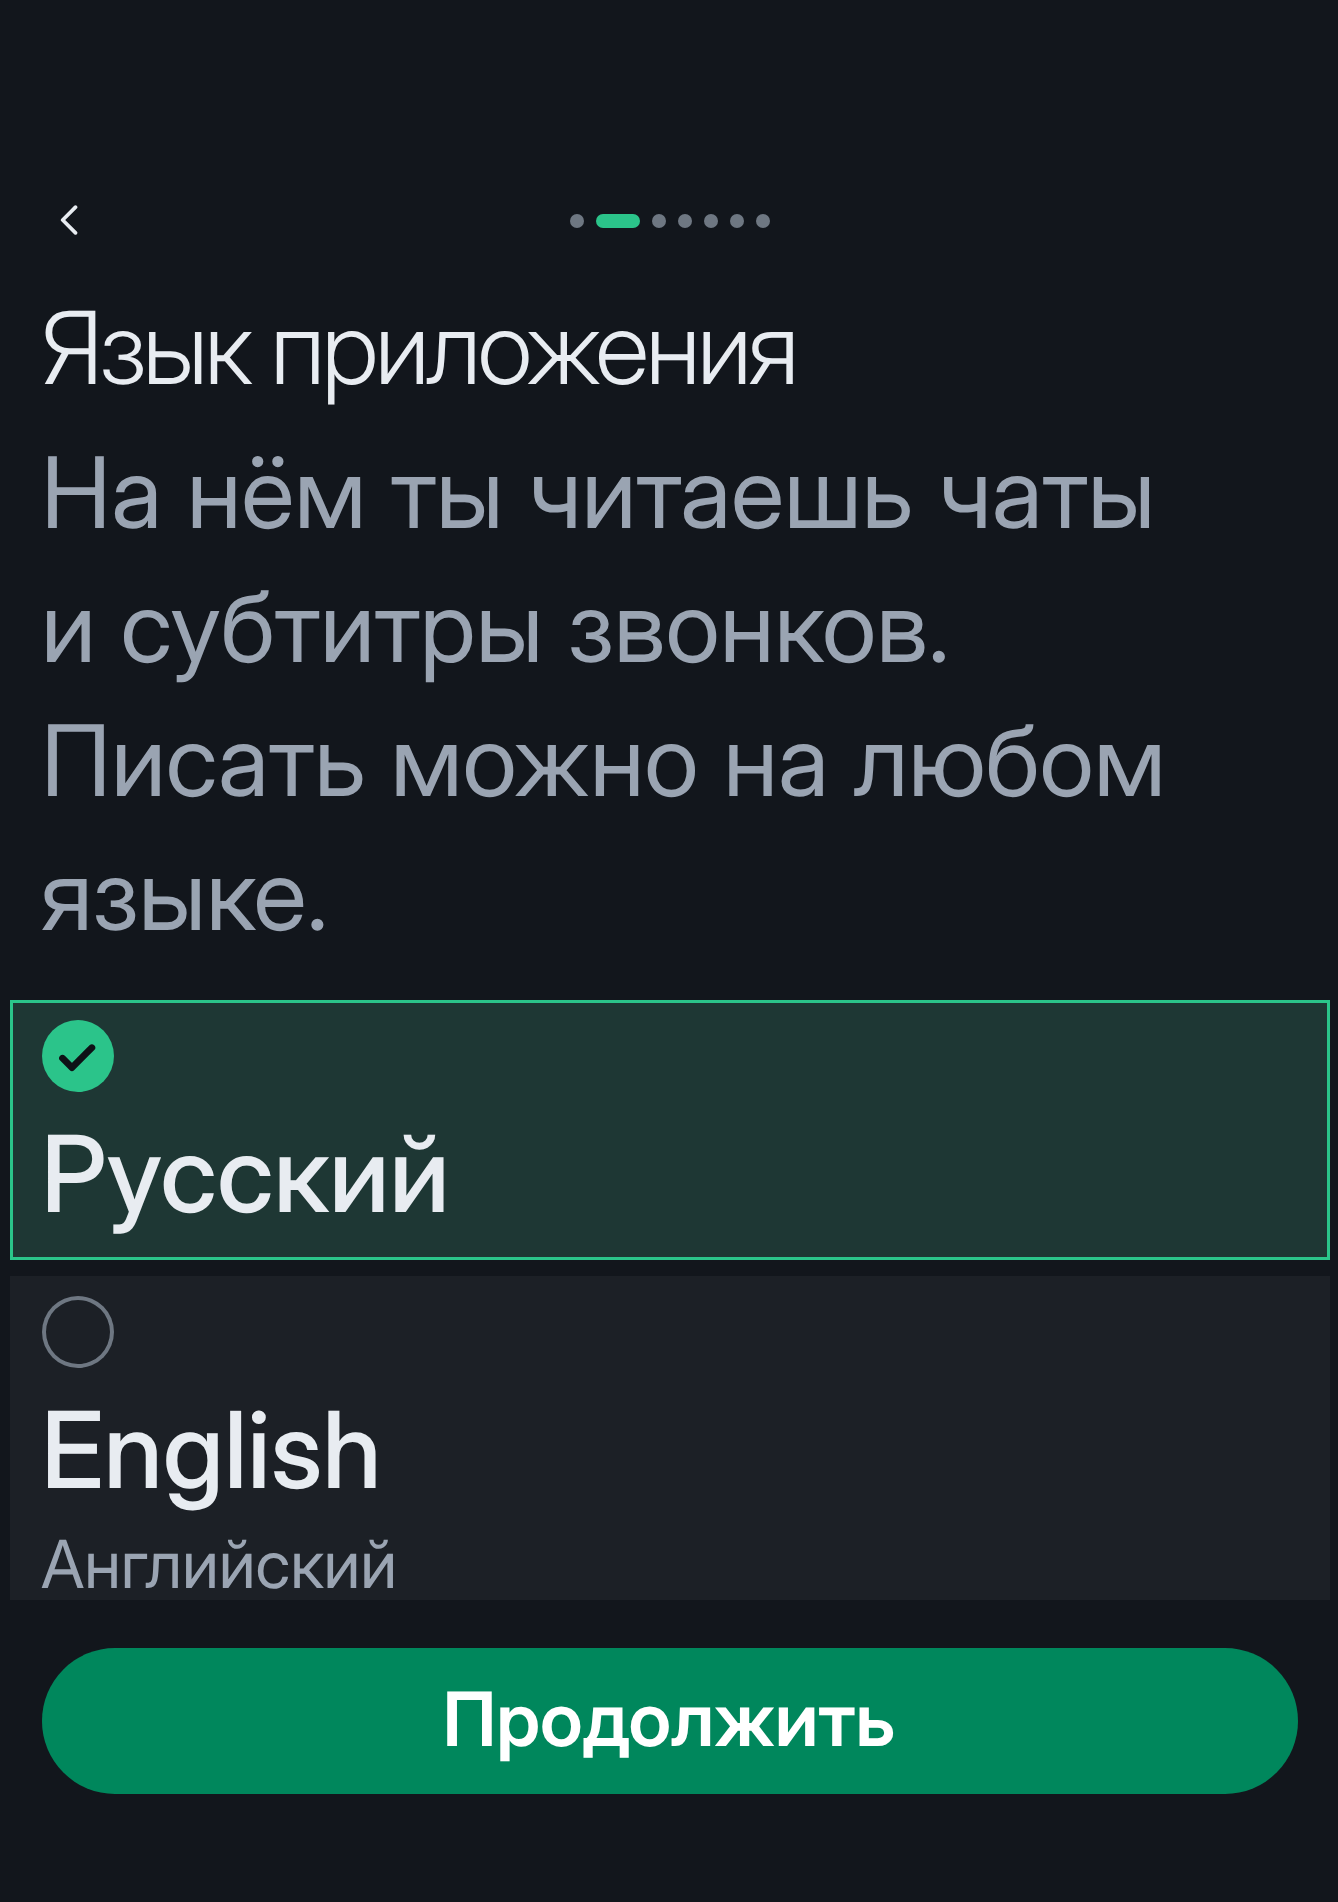 Язык приложения
На нём ты читаешь чаты
и субтитры звонков.
Писать можно на любом
языке.
Русский
English
Английский
Продолжить